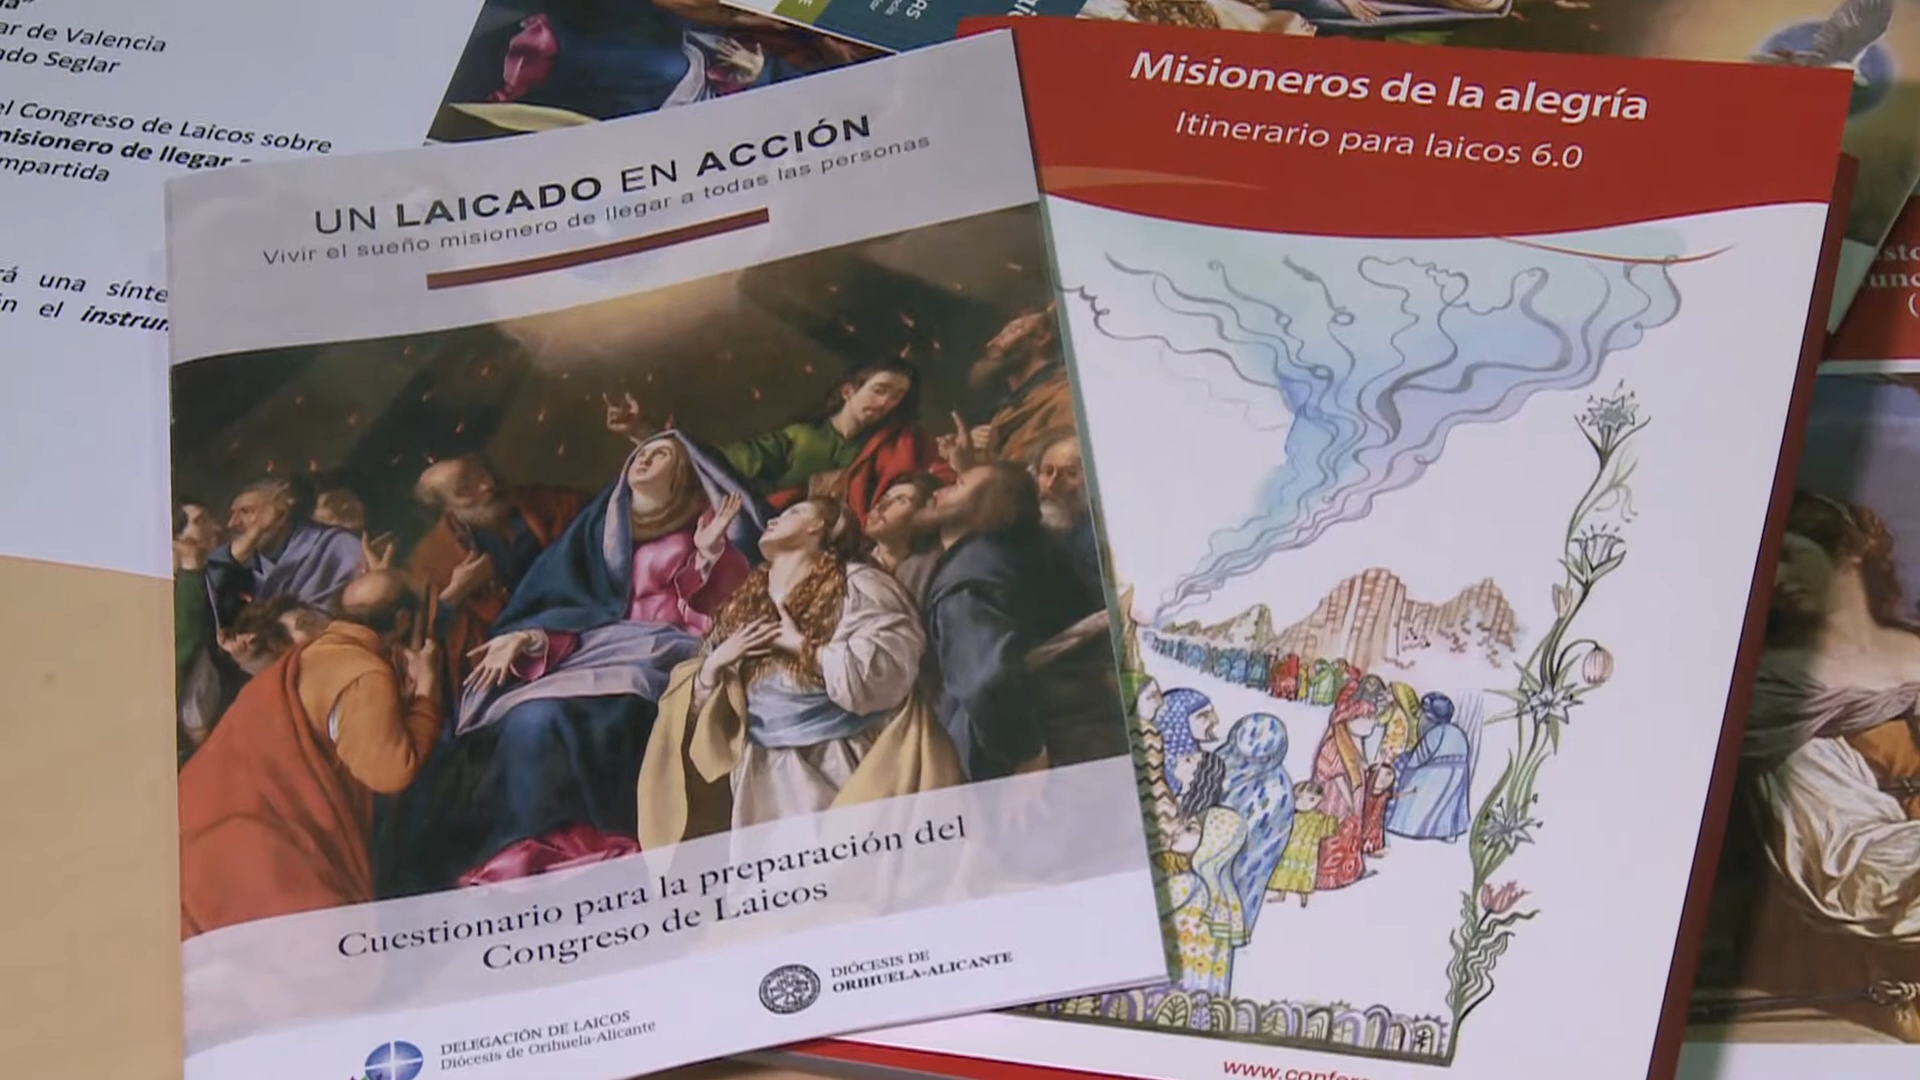 ar de Valencia
ado Seglar
el Congreso de Laicos sobre
misionero de llegar
mpartida
á una sínte
n el instrum
UN LAICADO EN ACCIÓN
Vivir el sueño misionero de llegar a todas las personas
Cuestionario para la preparación del
Congreso de Laicos
DELEGACIÓN DE LAICOS
Diócesis de Orihuela-Alicante
DIÓCESIS DE
ORIHUELA-ALICANTE
Misioneros de la alegría
Itinerario para laicos 6.0
www.confer